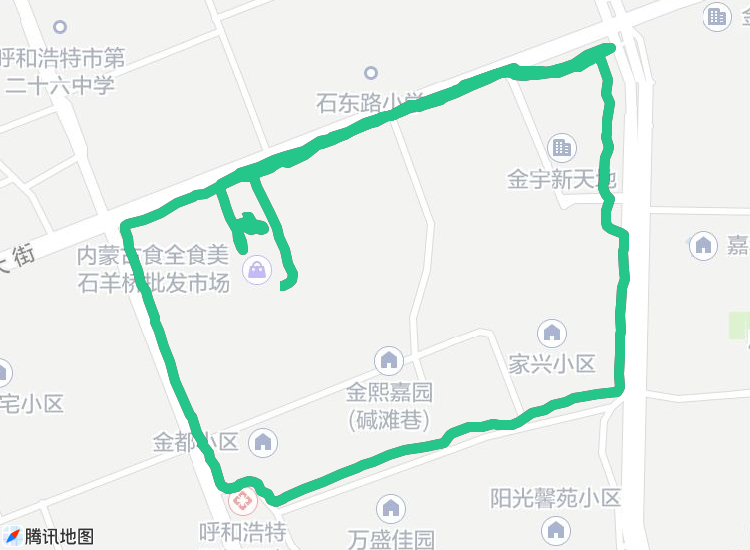 金
呼和浩特市第
二十六中学
石东路小学
金宇新天地
大街
内蒙古食全食美
石羊桥批发市场
嘉
家兴小区
宅小区
金熙嘉园
(碱滩巷)
金都小区
阳光馨苑小区
呼和浩特
万盛佳园
腾讯地图